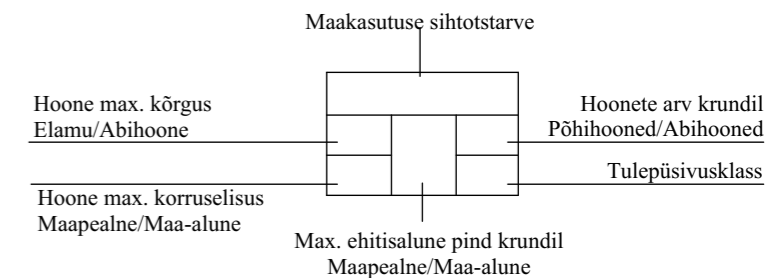 Maakasutuse sihtotstarve
Hoone max. kõrgus
Elamu/Abihoone
Hoonete arv krundil
Põhihooned/Abihooned
Tulepüsivusklass
Hoone max. korruselisus
Maapealne/Maa-alune
Max. ehitisalune pind krundil
Maapealne/Maa-alune